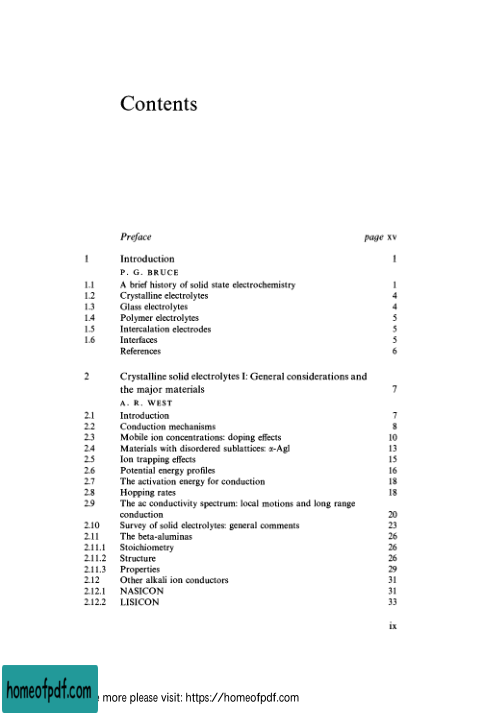 Contents
Preface page xv
1 Introduction 1
P. G. BRUCE
1.1 A brief history of solid state electrochemistry 1
1.2 Crystalline electrolytes 4
1.3 Glass electrolytes 4
1.4 Polymer electrolytes 5
1.5 Intercalation electrodes 5
1.6 Interfaces 5
References 6
2 Crystalline solid electrolytes I: General considerations and
the major materials 7
A. R. WEST
2.1 Introduction 7
2.2 Conduction mechanisms 8
2.3 Mobile ion concentrations: doping effects 10
2.4 Materials with disordered sublattices: α-AgI 13
2.5 Ion trapping effects 15
2.6 Potential energy profiles 16
2.7 The activation energy for conduction 18
2.8 Hopping rates 18
2.9 The ac conductivity spectrum: local motions and long range
conduction 20
2.10 Survey of solid electrolytes: general comments 23
2.11 The beta-aluminas 26
2.11.1 Stoichiometry 26
2.11.2 Structure 26
2.11.3 Properties 29
2.12 Other alkali ion conductors 31
2.12.1 NASICON 31
2.12.2 LISICON 33
ix
homeofpdf.com
more please visit: https://homeofpdf.com